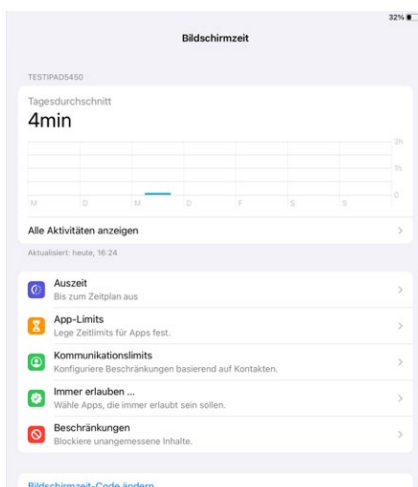 32%
Bildschirmzeit
TESTIPAD5450
Tagesdurchschnitt
4min
2h
1h
0
M D M D F S S
Alle Aktivitäten anzeigen
Aktualisiert: heute, 16:24
Auszeit
Bis zum Zeitplan aus
App-Limits
Lege Zeitlimits für Apps fest.
Kommunikationslimits
Konfiguriere Beschränkungen basierend auf Kontakten.
Immer erlauben ...
Wähle Apps, die immer erlaubt sein sollen.
Beschränkungen
Blockiere unangemessene Inhalte.
Bildschirmzeit-Code ändern